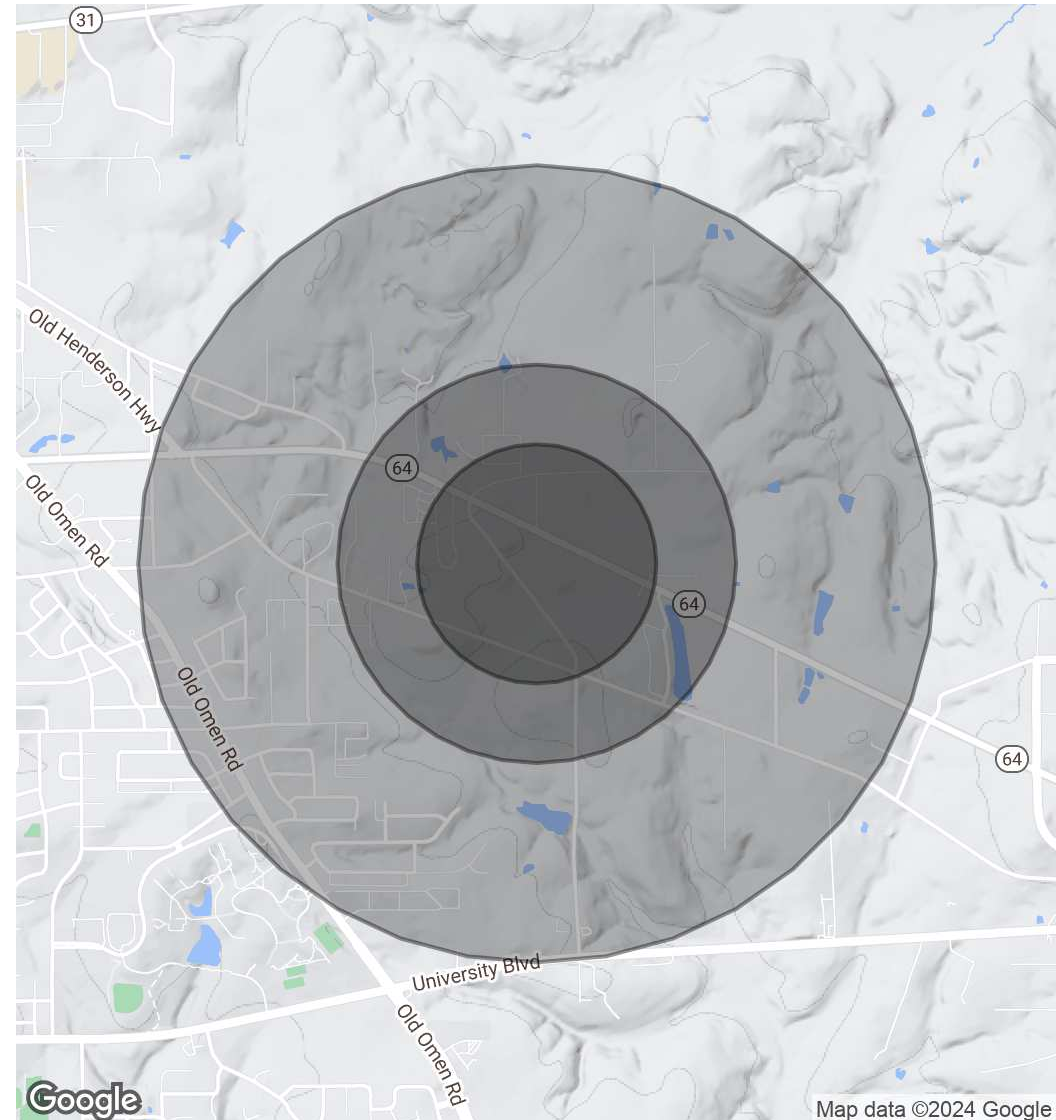 31
Old Henderson Hwy
64
Old Omen Rd
64
Old Omen Rd
64
University Blvd
Old Omen Rd
Google
Map data ©2024 Google